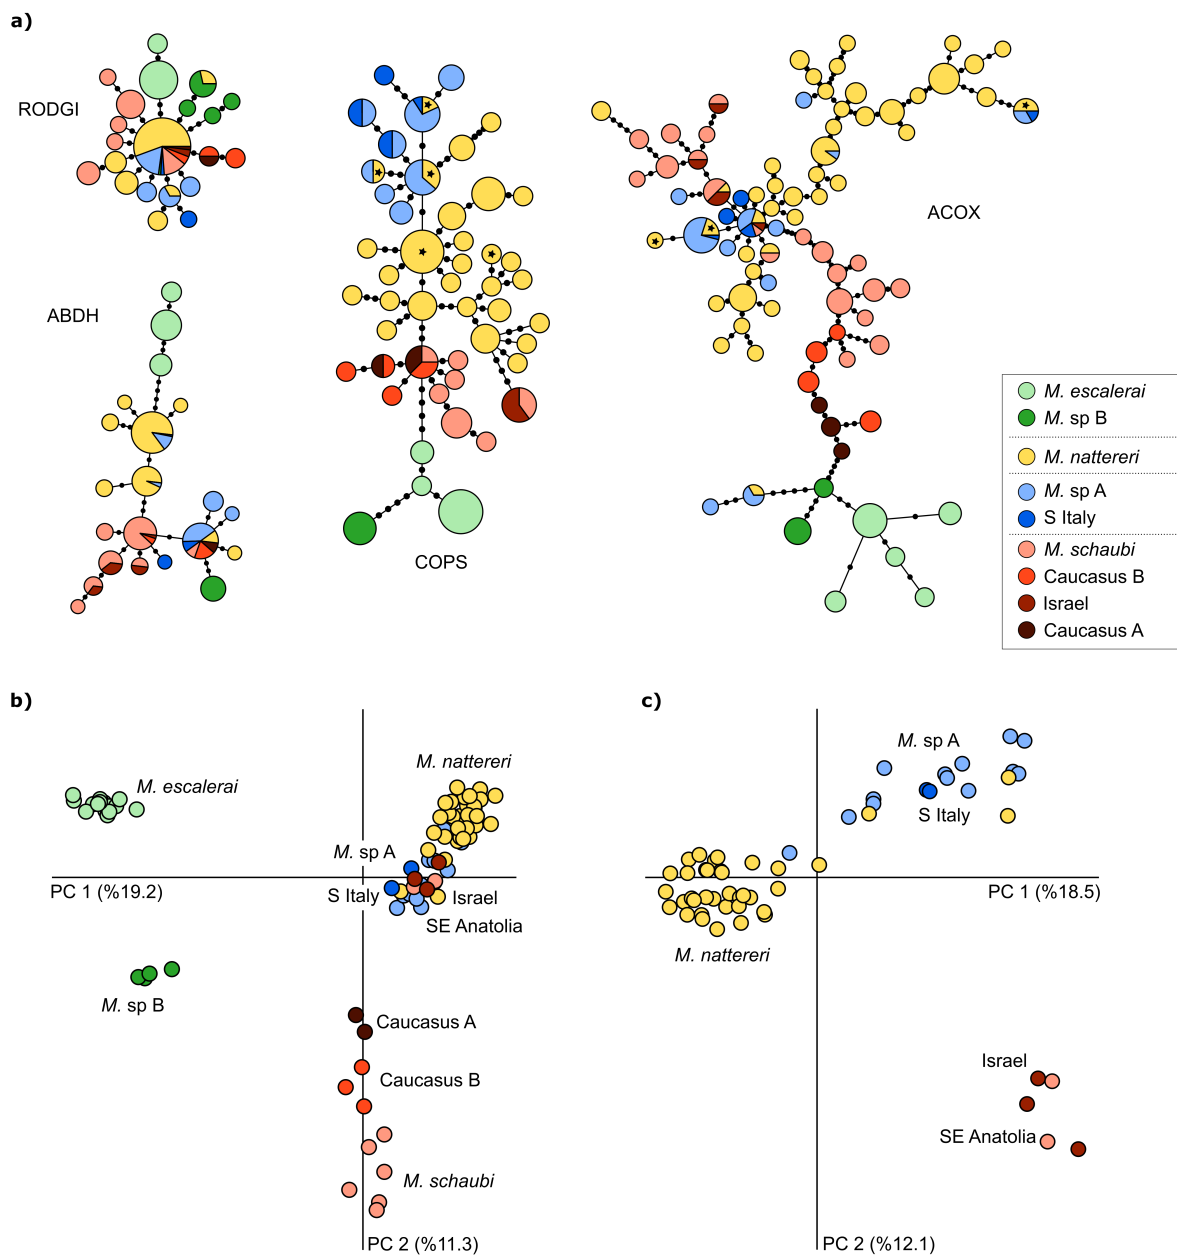 a)
RODGI
ACOX
ABDH
COPS
M. escalerai
M. sp B
M. nattereri
M. sp A
S Italy
M. schaubi
Caucasus B
Israel
Caucasus A
b)
M. nattereri
M. escalerai
M. sp A
PC 1 (%19.2)
S Italy
Israel
SE Anatolia
M. sp B
Caucasus A
Caucasus B
M. schaubi
PC 2 (%11.3)
c)
M. sp A
S Italy
PC 1 (%18.5)
M. nattereri
Israel
SE Anatolia
PC 2 (%12.1)